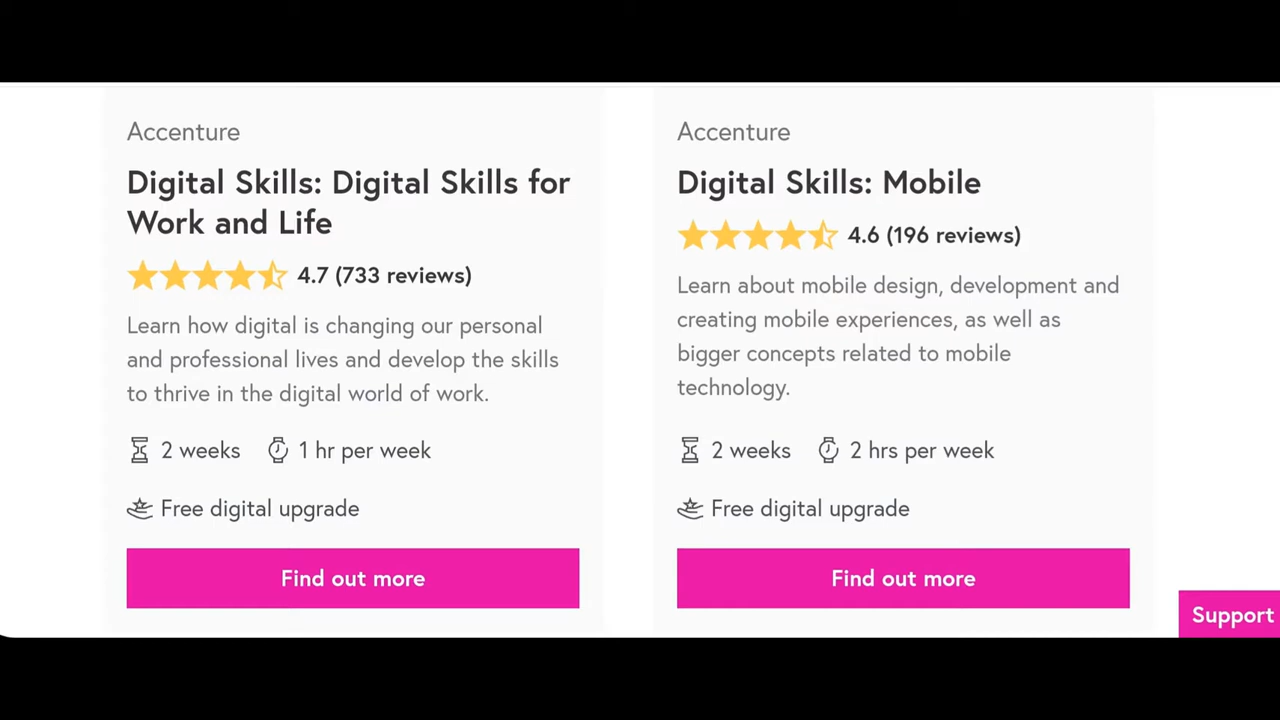 Accenture
Digital Skills: Digital Skills for
Work and Life
4.7 (733 reviews)
Learn how digital is changing our personal
and professional lives and develop the skills
to thrive in the digital world of work.
2 weeks 1 hr per week
Free digital upgrade
Find out more
Accenture
Digital Skills: Mobile
4.6 (196 reviews)
Learn about mobile design, development and
creating mobile experiences, as well as
bigger concepts related to mobile
technology.
2 weeks 2 hrs per week
Free digital upgrade
Find out more
Support